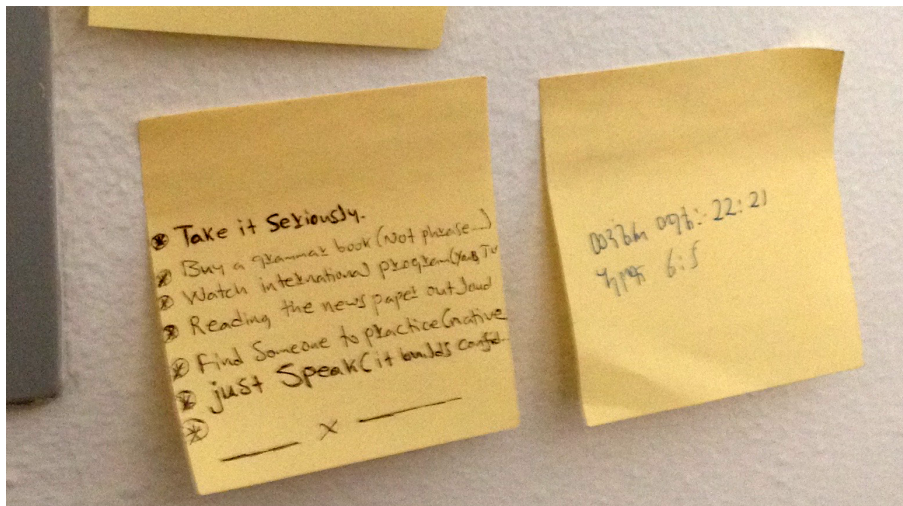 Take it Seriously.
Buy a grammar book (Not phrase...)
Watch international program (
Reading the news paper out loud
Find Someone to practice (native
just Speak (it builds confid-
x
22:21
6:5